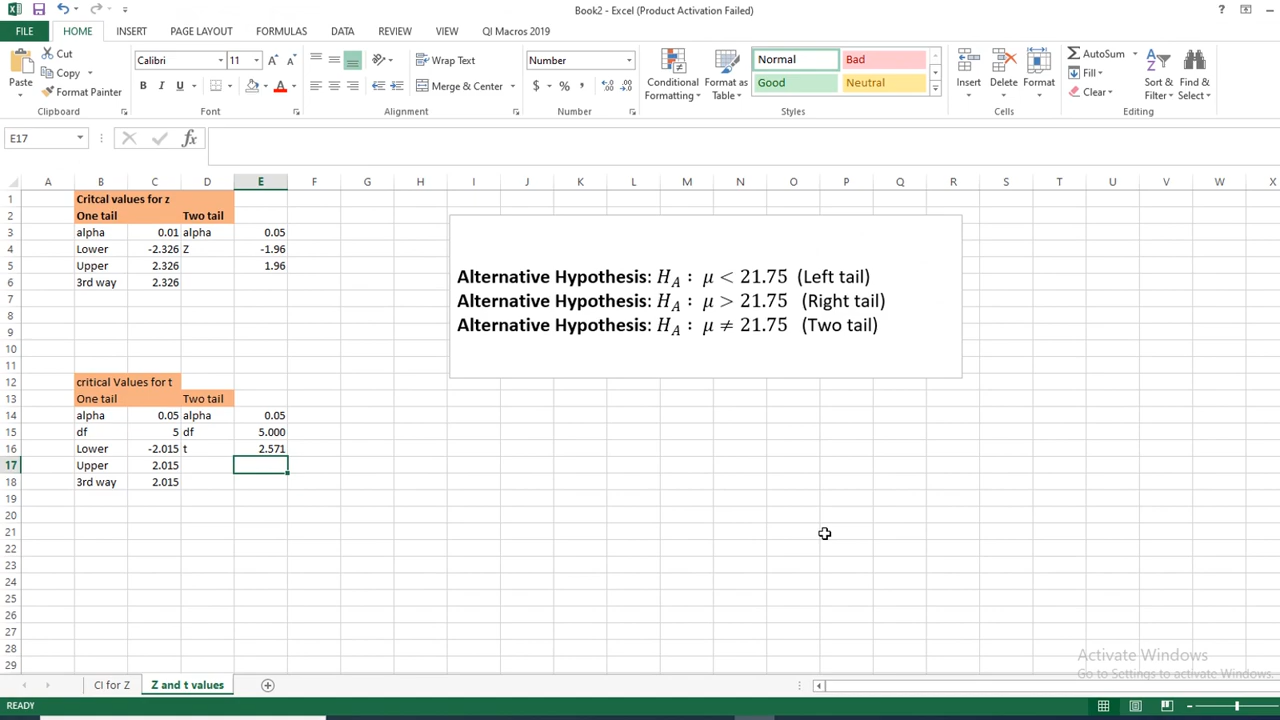 Book2 - Excel (Product Activation Failed)
FILE HOME INSERT PAGE LAYOUT FORMULAS DATA REVIEW VIEW QI Macros 2019
Paste
Cut
Copy
Format Painter
Clipboard
Calibri 11
B I U
Font
Wrap Text
Merge & Center
Alignment
Number
$ % ,
Number
Conditional Formatting
Format as Table
Normal Bad
Good Neutral
Styles
Insert Delete Format
Cells
AutoSum
Fill
Clear
Sort & Filter
Find & Select
Editing
E17 fx
A B C D E F G H I J K L M N O P Q R S T U V W X
1 Critcal values for z
2 One tail Two tail
3 alpha 0.01 alpha 0.05
4 Lower -2.326 Z -1.96
5 Upper 2.326 1.96
6 3rd way 2.326
7
8
9
10
11
12 critical Values for t
13 One tail Two tail
14 alpha 0.05 alpha 0.05
15 df 5 df 5.000
16 Lower -2.015 t 2.571
17 Upper 2.015
18 3rd way 2.015
19
20
21
22
23
24
25
26
27
28
29
Alternative Hypothesis: H_A : μ < 21.75 (Left tail)
Alternative Hypothesis: H_A : μ > 21.75 (Right tail)
Alternative Hypothesis: H_A : μ ≠ 21.75 (Two tail)
Activate Windows
Go to Settings to activate Windows.
CI for Z Z and t values
READY